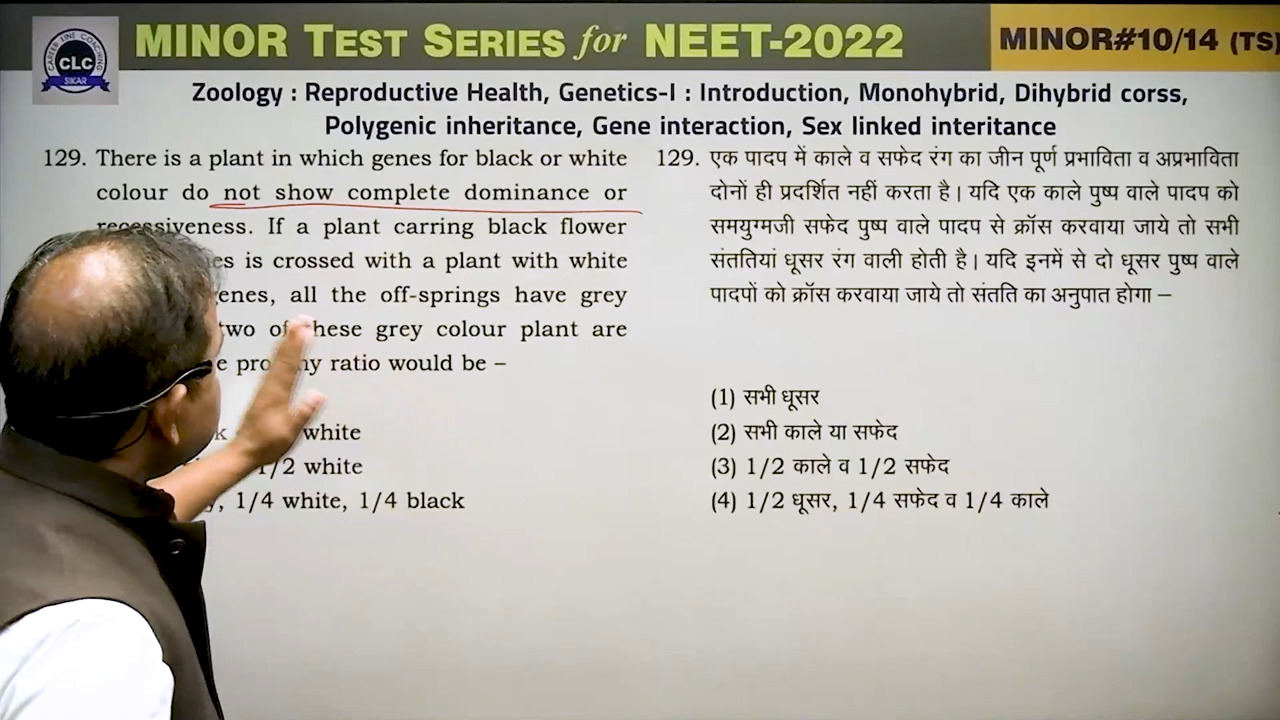 MINOR TEST SERIES for NEET-2022
MINOR#10/14 (TS)
CAREER LINE COACHING
CLC
SIKAR
Zoology : Reproductive Health, Genetics-I : Introduction, Monohybrid, Dihybrid corss,
Polygenic inheritance, Gene interaction, Sex linked interitance
129. There is a plant in which genes for black or white
colour do not show complete dominance or
recessiveness. If a plant carring black flower
is crossed with a plant with white
all the off-springs have grey
two of these grey colour plant are
ratio would be –
white
1/2 white
1/4 white, 1/4 black
129. एक पादप में काले व सफेद रंग का जीन पूर्ण प्रभाविता व अप्रभाविता
दोनों ही प्रदर्शित नहीं करता है। यदि एक काले पुष्प वाले पादप को
समयुग्मजी सफेद पुष्प वाले पादप से क्रॉस करवाया जाये तो सभी
संततियां धूसर रंग वाली होती है। यदि इनमें से दो धूसर पुष्प वाले
पादपों को क्रॉस करवाया जाये तो संतति का अनुपात होगा –
(1) सभी धूसर
(2) सभी काले या सफेद
(3) 1/2 काले व 1/2 सफेद
(4) 1/2 धूसर, 1/4 सफेद व 1/4 काले